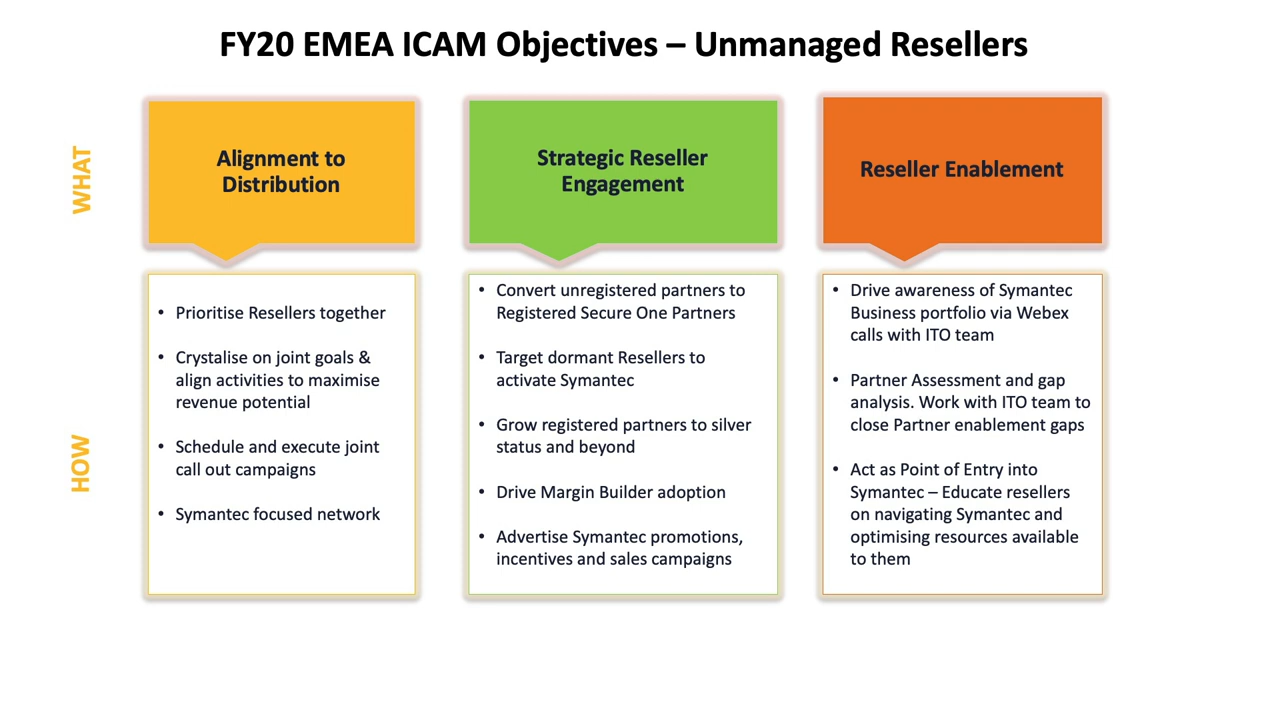 FY20 EMEA ICAM Objectives – Unmanaged Resellers
WHAT
Alignment to
Distribution
Strategic Reseller
Engagement
Reseller Enablement
HOW
• Prioritise Resellers together
• Crystalise on joint goals &
align activities to maximise
revenue potential
• Schedule and execute joint
call out campaigns
• Symantec focused network
• Convert unregistered partners to
Registered Secure One Partners
• Target dormant Resellers to
activate Symantec
• Grow registered partners to silver
status and beyond
• Drive Margin Builder adoption
• Advertise Symantec promotions,
incentives and sales campaigns
• Drive awareness of Symantec
Business portfolio via Webex
calls with ITO team
• Partner Assessment and gap
analysis. Work with ITO team to
close Partner enablement gaps
• Act as Point of Entry into
Symantec – Educate resellers
on navigating Symantec and
optimising resources available
to them